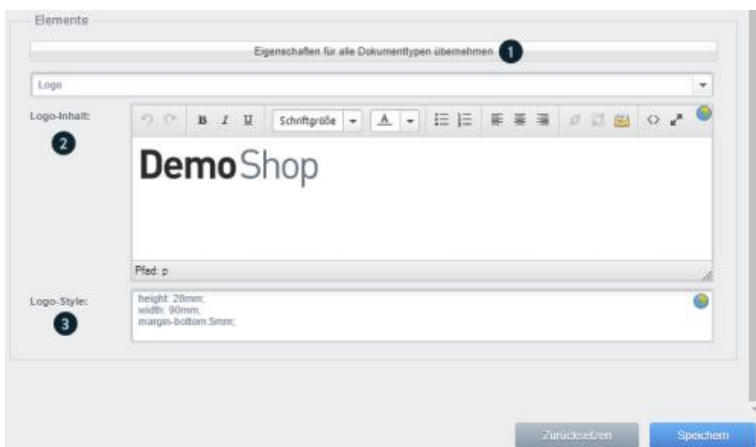 Elemente
Eigenschaften für alle Dokumenttypen übernehmen 1
Logo
Logo-Inhalt:
2
B I U Schriftgröße A
DemoShop
Pfad: p
Logo-Style:
3
height: 20mm;
width: 90mm;
margin-bottom:5mm;
Zurücksetzen Speichern